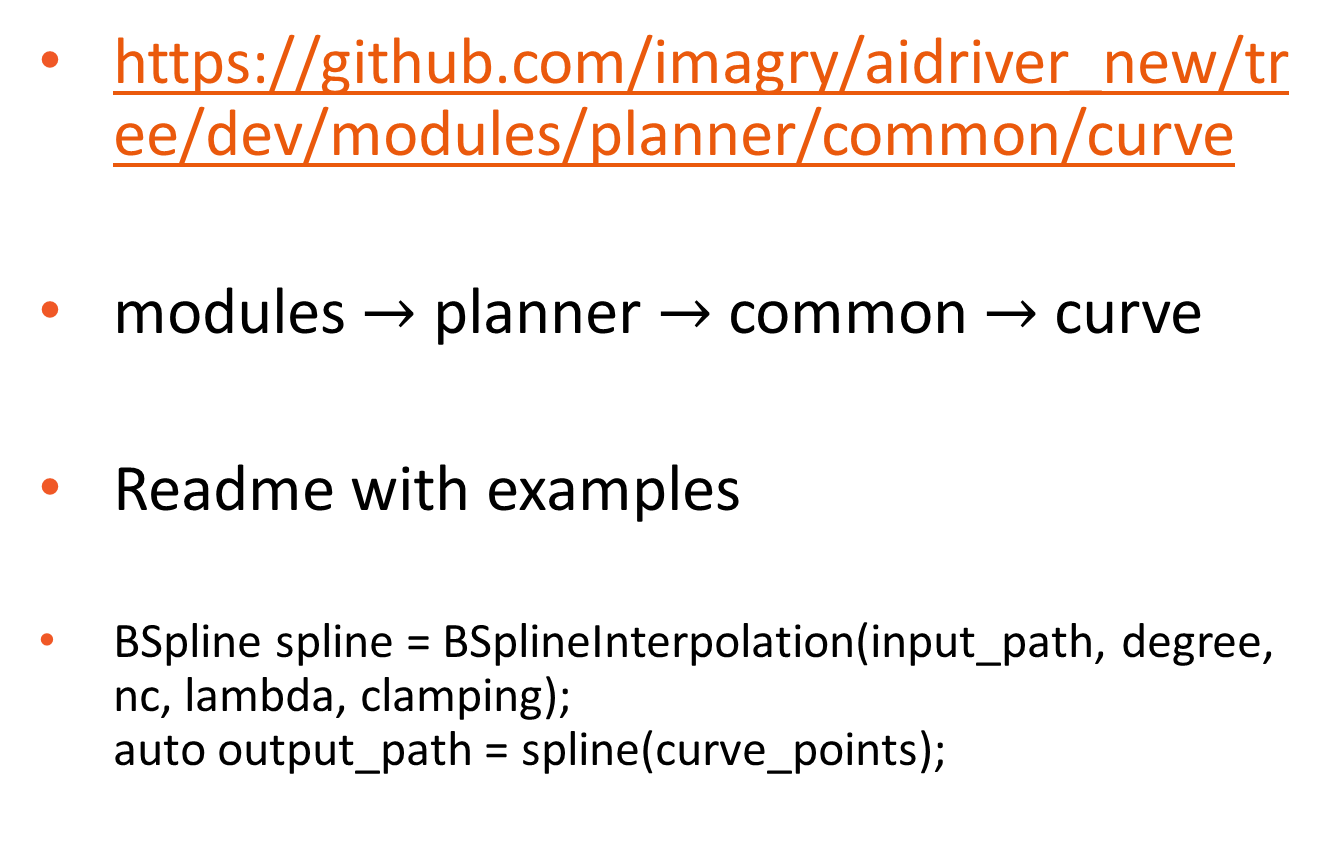 • https://github.com/imagry/aidriver_new/tr
ee/dev/modules/planner/common/curve
• modules → planner → common → curve
• Readme with examples
• BSpline spline = BSplineInterpolation(input_path, degree,
nc, lambda, clamping);
auto output_path = spline(curve_points);